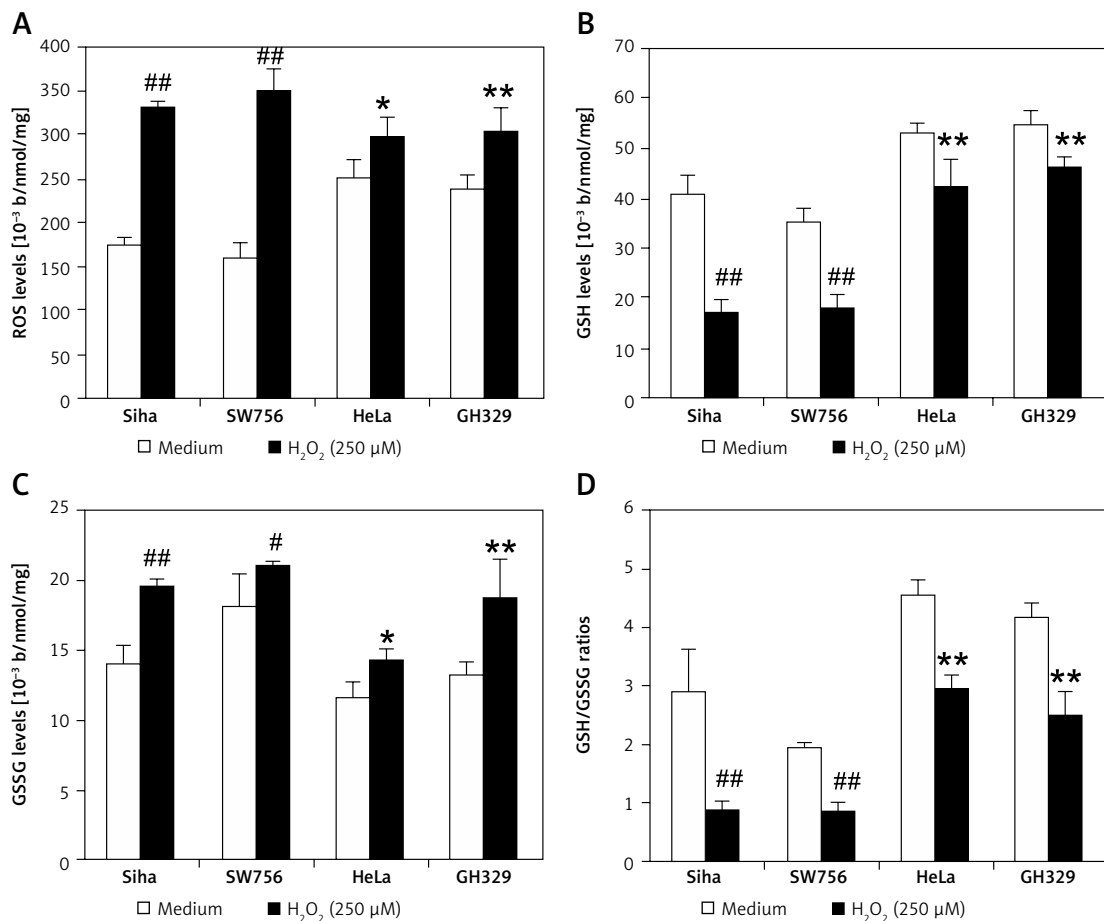 A
ROS levels [10⁻³ b/nmol/mg]
400
350
300
250
200
150
100
50
0
##
##
*
**
Siha SW756 HeLa GH329
Medium H₂O₂ (250 µM)
B
GSH levels [10⁻³ b/nmol/mg]
70
60
50
40
30
20
10
0
##
##
**
**
Siha SW756 HeLa GH329
Medium H₂O₂ (250 µM)
C
GSSG levels [10⁻³ b/nmol/mg]
25
20
15
10
5
0
##
#
*
**
Siha SW756 HeLa GH329
Medium H₂O₂ (250 µM)
D
GSH/GSSG ratios
6
5
4
3
2
1
0
##
##
**
**
Siha SW756 HeLa GH329
Medium H₂O₂ (250 µM)